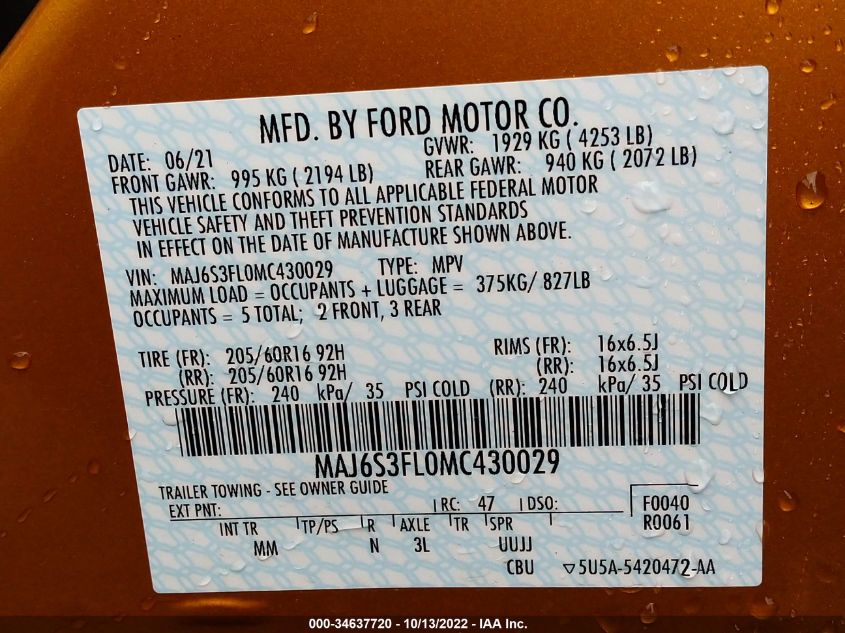 MFD. BY FORD MOTOR CO.
DATE: 06/21 GVWR: 1929 KG ( 4253 LB)
FRONT GAWR: 995 KG ( 2194 LB) REAR GAWR: 940 KG ( 2072 LB)
THIS VEHICLE CONFORMS TO ALL APPLICABLE FEDERAL MOTOR
VEHICLE SAFETY AND THEFT PREVENTION STANDARDS
IN EFFECT ON THE DATE OF MANUFACTURE SHOWN ABOVE.
VIN: MAJ6S3FL0MC430029 TYPE: MPV
MAXIMUM LOAD = OCCUPANTS + LUGGAGE = 375KG/ 827LB
OCCUPANTS = 5 TOTAL; 2 FRONT, 3 REAR
TIRE (FR): 205/60R16 92H RIMS (FR): 16x6.5J
(RR): 205/60R16 92H (RR): 16x6.5J
PRESSURE (FR): 240 kPa/ 35 PSI COLD (RR): 240 kPa/ 35 PSI COLD
MAJ6S3FL0MC430029
TRAILER TOWING - SEE OWNER GUIDE
EXT PNT: RC: 47 DSO: F0040
INT TR TP/PS R AXLE TR SPR R0061
MM N 3L UUJJ
CBU ▽5U5A-5420472-AA
000-34637720 - 10/13/2022 - IAA Inc.